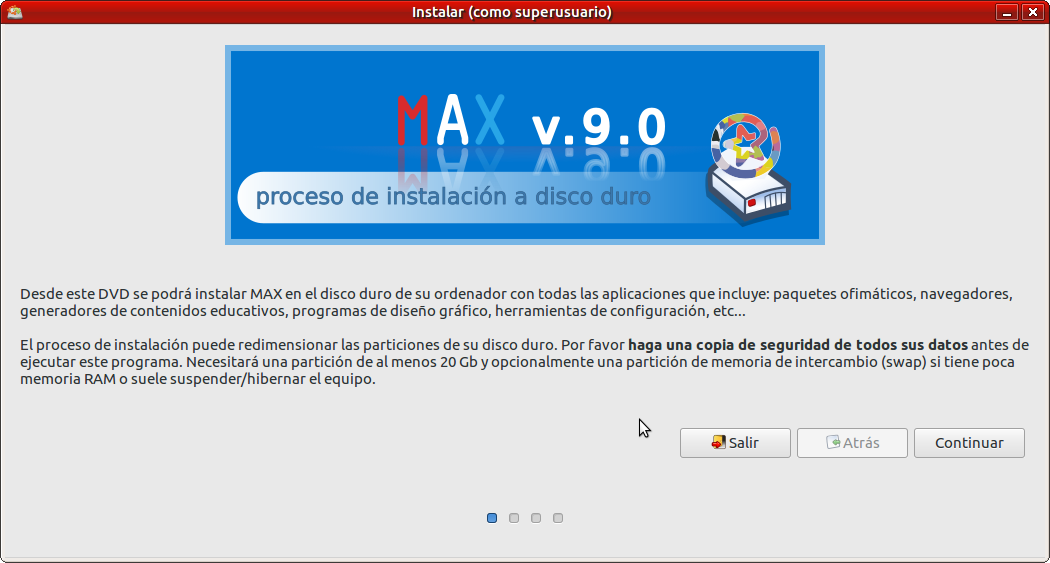 Instalar (como superusuario)
MAX v.9.0
proceso de instalación a disco duro
Desde este DVD se podrá instalar MAX en el disco duro de su ordenador con todas las aplicaciones que incluye: paquetes ofimáticos, navegadores,
generadores de contenidos educativos, programas de diseño gráfico, herramientas de configuración, etc...
El proceso de instalación puede redimensionar las particiones de su disco duro. Por favor haga una copia de seguridad de todos sus datos antes de
ejecutar este programa. Necesitará una partición de al menos 20 Gb y opcionalmente una partición de memoria de intercambio (swap) si tiene poca
memoria RAM o suele suspender/hibernar el equipo.
Salir Atrás Continuar